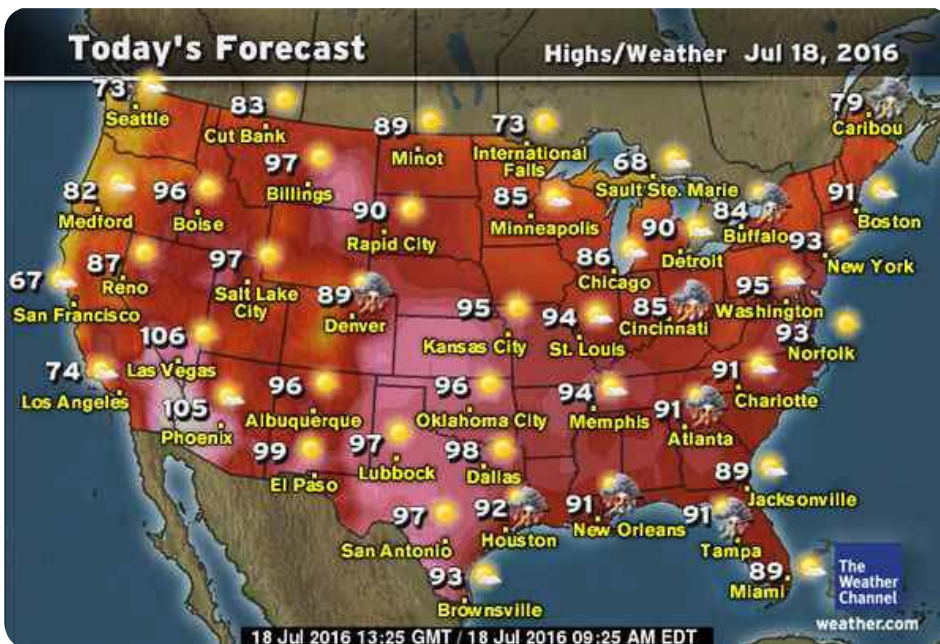 Today's Forecast
Highs/Weather Jul 18, 2016
73
Seattle
83
Cut Bank
89
Minot
73
International
Falls
79
Caribou
97
Billings
68
Sault Ste. Marie
82
Medford
96
Boise
90
Rapid City
85
Minneapolis
90
Detroit
84
Buffalo
91
Boston
93
New York
67
San Francisco
87
Reno
97
Salt Lake
City
89
Denver
86
Chicago
95
Kansas City
94
St. Louis
85
Cincinnati
95
Washington
93
Norfolk
106
Las Vegas
74
Los Angeles
105
Phoenix
96
Albuquerque
96
Oklahoma City
94
Memphis
91
Charlotte
91
Atlanta
99
El Paso
97
Lubbock
98
Dallas
89
Jacksonville
97
San Antonio
92
Houston
91
New Orleans
91
Tampa
93
Brownsville
89
Miami
The
Weather
Channel
weather.com
18 Jul 2016 13:25 GMT / 18 Jul 2016 09:25 AM EDT